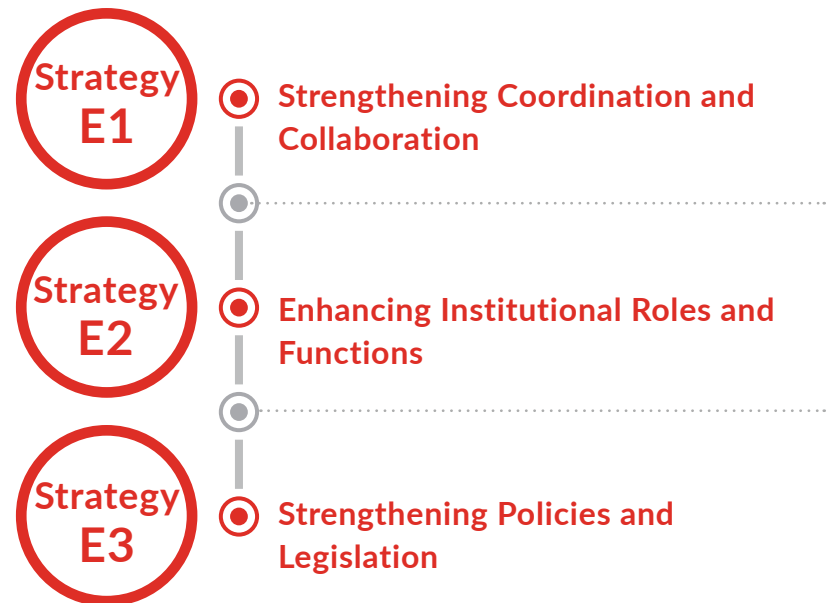 Strategy
E1
Strengthening Coordination and
Collaboration
Strategy
E2
Enhancing Institutional Roles and
Functions
Strategy
E3
Strengthening Policies and
Legislation